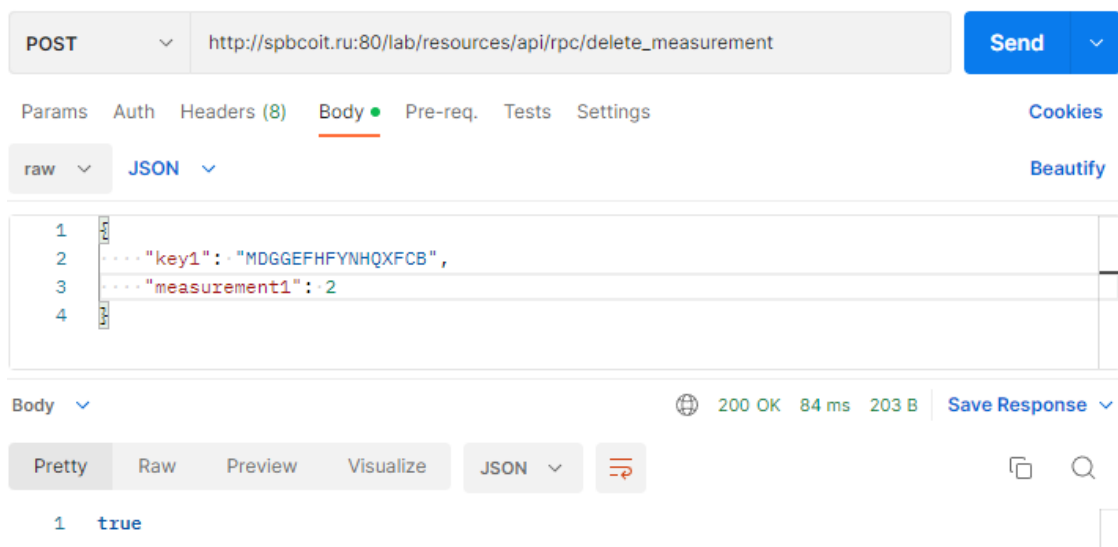 POST http://spbcoit.ru:80/lab/resources/api/rpc/delete_measurement Send
Params Auth Headers (8) Body Pre-req. Tests Settings Cookies
raw JSON Beautify
1 {
2 "key1": "MDGGEFHFYNHQXFCB",
3 "measurement1": 2
4 }
Body 200 OK 84 ms 203 B Save Response
Pretty Raw Preview Visualize JSON
1 true